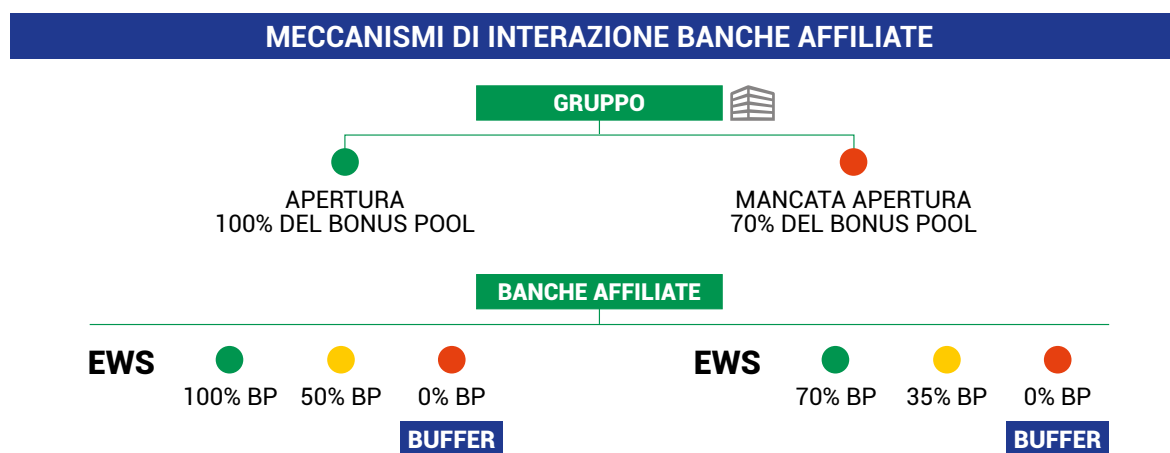 MECCANISMI DI INTERAZIONE BANCHE AFFILIATE
GRUPPO
APERTURA
100% DEL BONUS POOL
MANCATA APERTURA
70% DEL BONUS POOL
BANCHE AFFILIATE
EWS
100% BP
50% BP
0% BP
BUFFER
EWS
70% BP
35% BP
0% BP
BUFFER